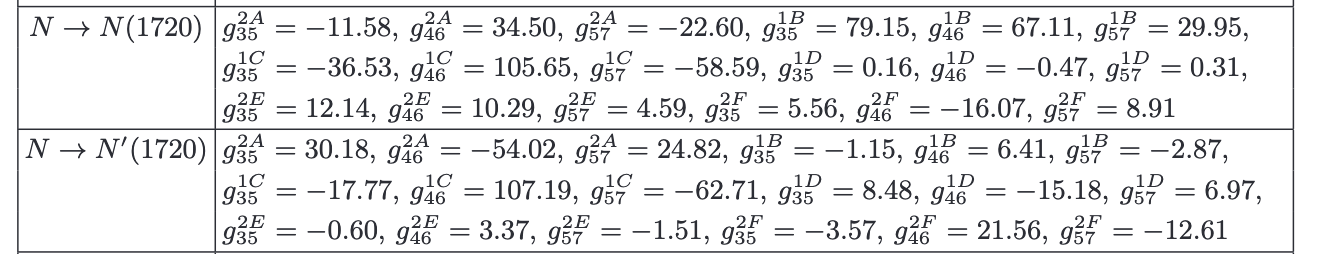 N → N(1720) g_{35}^{2A} = −11.58, g_{46}^{2A} = 34.50, g_{57}^{2A} = −22.60, g_{35}^{1B} = 79.15, g_{46}^{1B} = 67.11, g_{57}^{1B} = 29.95,
g_{35}^{1C} = −36.53, g_{46}^{1C} = 105.65, g_{57}^{1C} = −58.59, g_{35}^{1D} = 0.16, g_{46}^{1D} = −0.47, g_{57}^{1D} = 0.31,
g_{35}^{2E} = 12.14, g_{46}^{2E} = 10.29, g_{57}^{2E} = 4.59, g_{35}^{2F} = 5.56, g_{46}^{2F} = −16.07, g_{57}^{2F} = 8.91
N → N′(1720) g_{35}^{2A} = 30.18, g_{46}^{2A} = −54.02, g_{57}^{2A} = 24.82, g_{35}^{1B} = −1.15, g_{46}^{1B} = 6.41, g_{57}^{1B} = −2.87,
g_{35}^{1C} = −17.77, g_{46}^{1C} = 107.19, g_{57}^{1C} = −62.71, g_{35}^{1D} = 8.48, g_{46}^{1D} = −15.18, g_{57}^{1D} = 6.97,
g_{35}^{2E} = −0.60, g_{46}^{2E} = 3.37, g_{57}^{2E} = −1.51, g_{35}^{2F} = −3.57, g_{46}^{2F} = 21.56, g_{57}^{2F} = −12.61